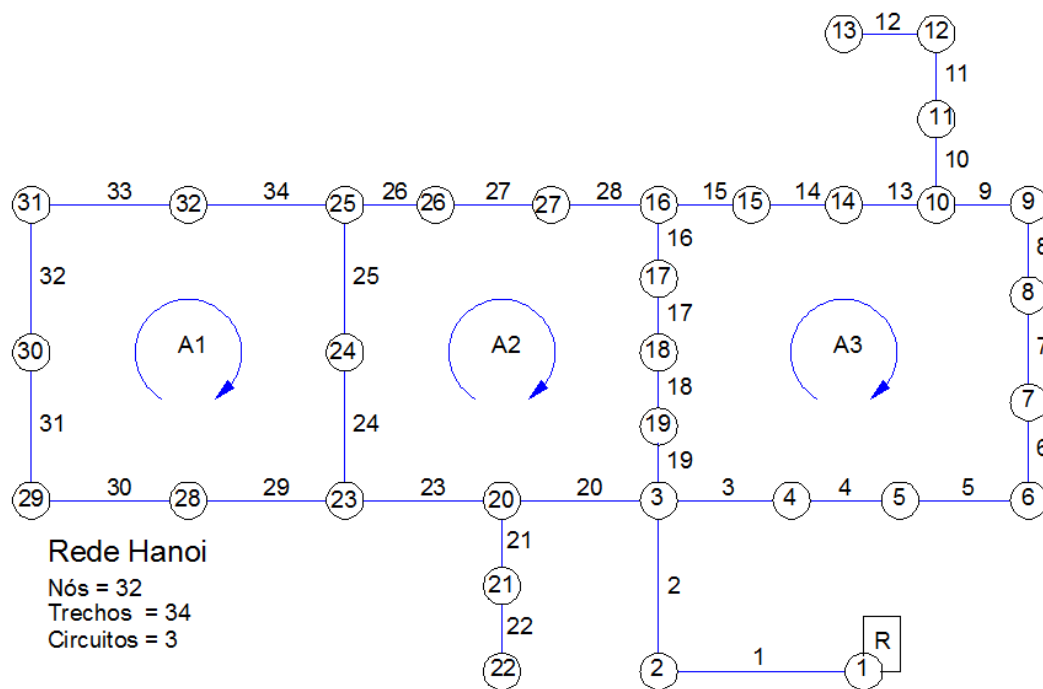 13 12 12
11
11
10
31 33 32 34 25 26 26 27 27 28 16 15 15 14 14 13 10 9 9
16 8
32 25 17 8
A1 A2 17 A3 7
30 24 18
18 7
31 24 19 6
19
29 30 28 29 23 23 20 20 3 3 4 4 5 5 6
Rede Hanoi 21
Nós = 32 21 2
Trechos  = 34
Circuitos = 3 22 R
22 2 1 1